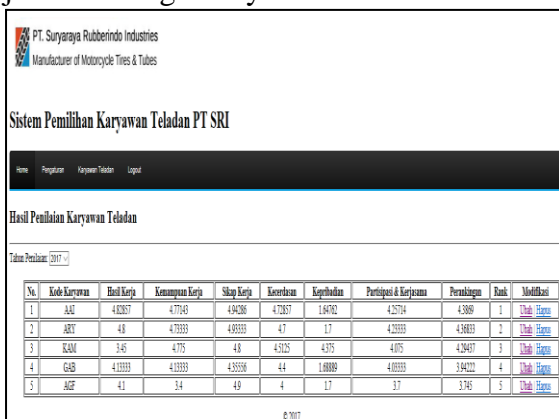 PT. Suryaraya Rubberindo Industries
Manufacturer of Motorcycle Tires & Tubes
Sistem Pemilihan Karyawan Teladan PT SRI
Home Pengaturan Karyawan Teladan Logout
Hasil Penilaian Karyawan Teladan
Tahun Penilaian: 2017
No. Kode Karyawan Hasil Kerja Kemampuan Kerja Sikap Kerja Kecerdasan Kepribadian Partisipasi & Kerjasama Perankingan Rank Modifikasi
1 AAI 4.82857 4.77143 4.94286 4.72857 1.64762 4.25714 4.3869 1 Ubah Hapus
2 ARY 4.8 4.73333 4.93333 4.7 1.7 4.23333 4.36833 2 Ubah Hapus
3 KAM 3.45 4.775 4.8 4.5125 4.375 4.075 4.29437 3 Ubah Hapus
4 GAB 4.13333 4.13333 4.35556 4.4 1.68889 4.03333 3.94222 4 Ubah Hapus
5 AGF 4.1 3.4 4.9 4 1.7 3.7 3.745 5 Ubah Hapus
© 2017